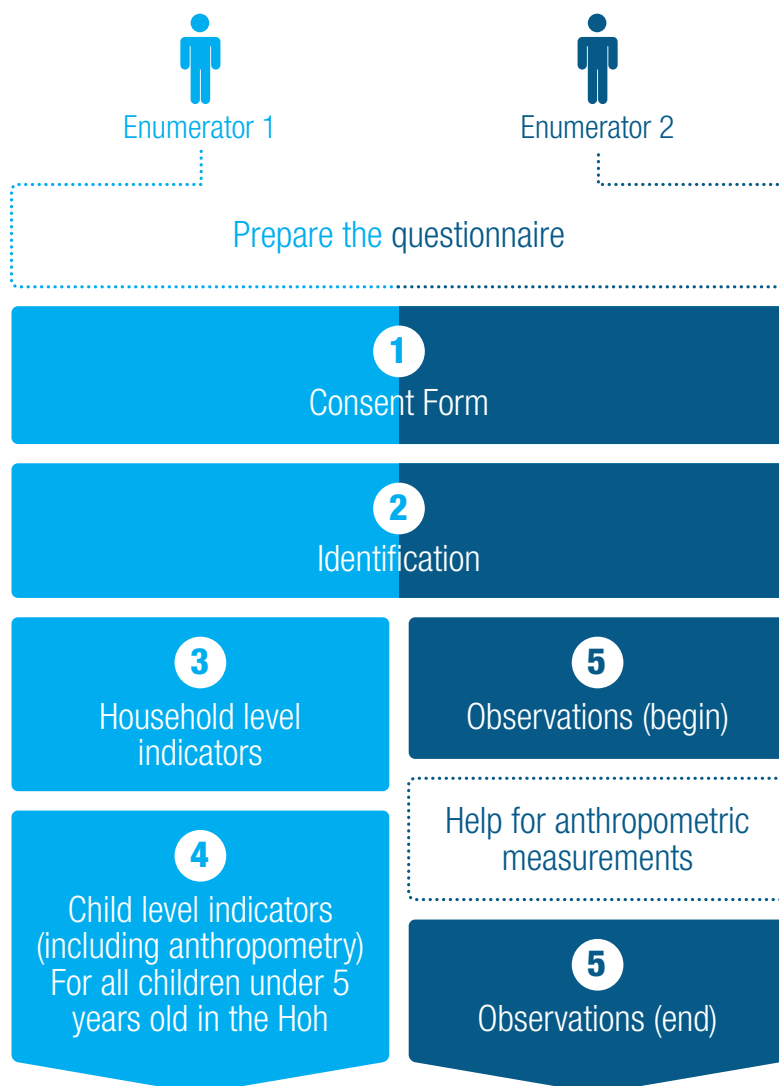 Enumerator 1
Enumerator 2
Prepare the questionnaire
1
Consent Form
2
Identification
3
Household level
indicators
5
Observations (begin)
Help for anthropometric
measurements
4
Child level indicators
(including anthropometry)
For all children under 5
years old in the Hoh
5
Observations (end)